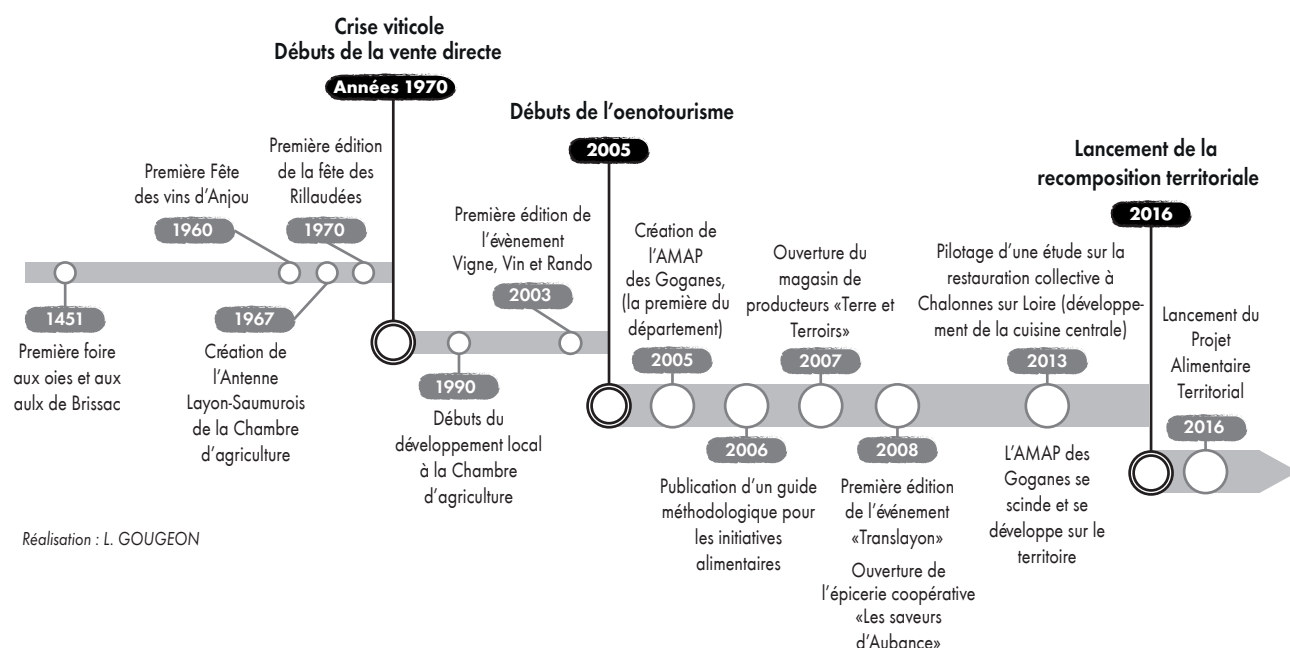 Crise viticole
Débuts de la vente directe
Années 1970
Débuts de l'oenotourisme
2005
Lancement de la
recomposition territoriale
2016
Première Fête
des vins d'Anjou
1960
Première édition
de la fête des
Rillaudées
1970
1451
Première foire
aux oies et aux
aulx de Brissac
1967
Création de
l'Antenne
Layon-Saumurois
de la Chambre
d'agriculture
Première édition de
l'évènement
Vigne, Vin et Rando
2003
1990
Débuts du
développement local
à la Chambre
d'agriculture
Création de
l'AMAP
des Goganes,
(la première du
département)
2005
2006
Publication d'un guide
méthodologique pour
les initiatives
alimentaires
Ouverture du
magasin de
producteurs «Terre et
Terroirs»
2007
2008
Première édition
de l'événement
«Translayon»
Ouverture de
l'épicerie coopérative
«Les saveurs
d'Aubance»
Pilotage d'une étude sur la
restauration collective à
Chalonnes sur Loire (développe-
ment de la cuisine centrale)
2013
L'AMAP des
Goganes se
scinde et se
développe sur le
territoire
Lancement du
Projet
Alimentaire
Territorial
2016
Réalisation : L. GOUGEON